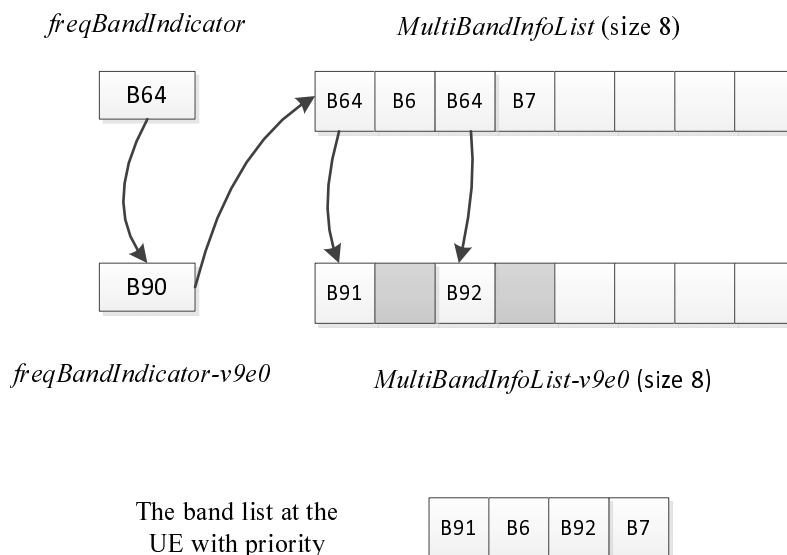 freqBandIndicator
MultiBandInfoList (size 8)
B64
B64 B6 B64 B7
B90
B91 B92
freqBandIndicator-v9e0
MultiBandInfoList-v9e0 (size 8)
The band list at the
UE with priority
B91 B6 B92 B7